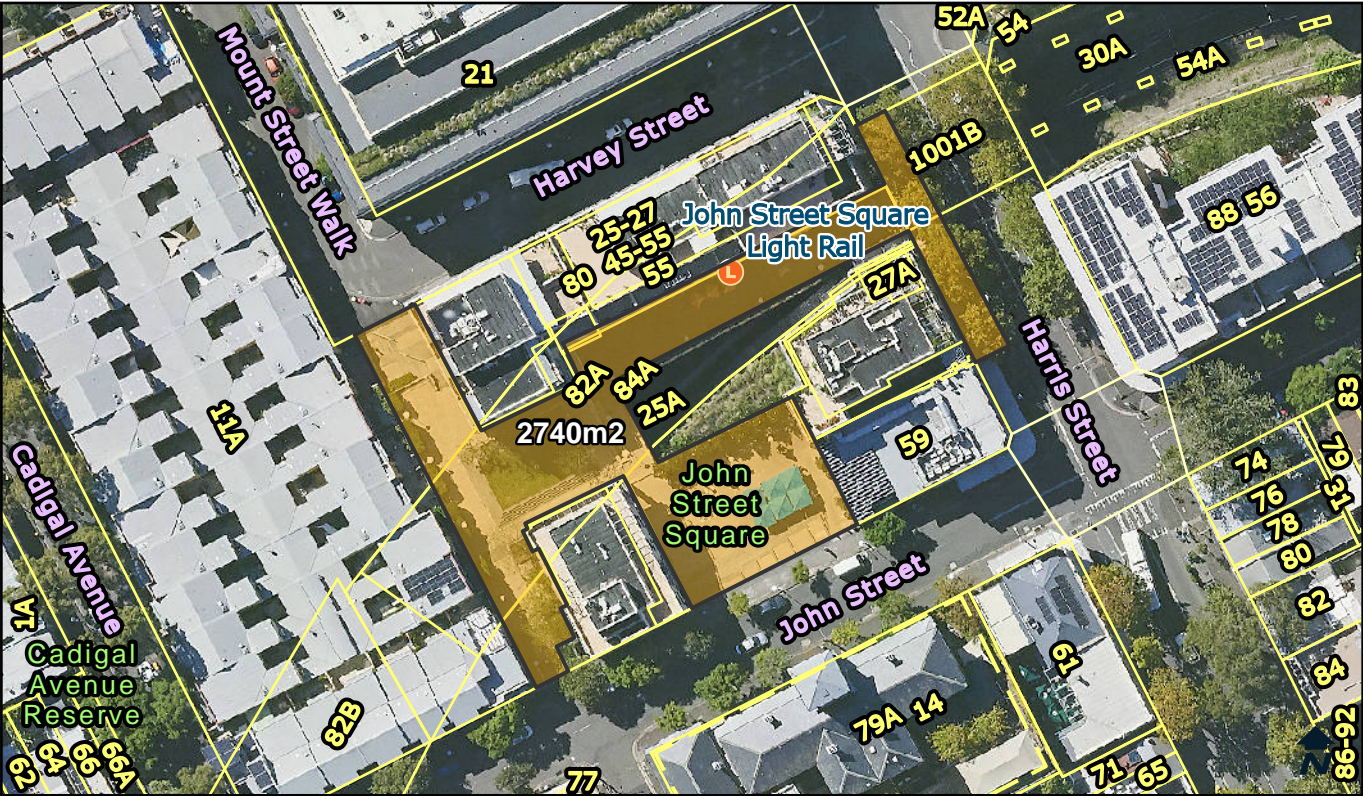 52A
54
30A
54A
21
Mount Street Walk
Harvey Street
1001B
88 56
John Street Square
Light Rail
L
25-27
45-55
80
55
27A
82A
84A
25A
2740m2
11A
59
Harris Street
83
79
74
31
76
78
80
John
Street
Square
Cadigal Avenue
John Street
1A
82
Cadigal
Avenue
Reserve
61
84
82B
79A 14
86-92
62
64
66
66A
77
71
65
N